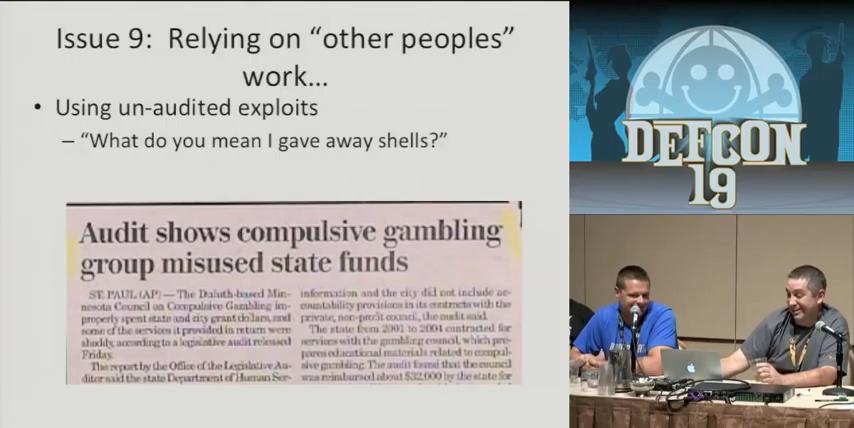 Issue 9:  Relying on “other peoples”
work…
• Using un-audited exploits
– “What do you mean I gave away shells?”
Audit shows compulsive gambling
group misused state funds
ST. PAUL (AP) — The Duluth-based Min-
nesota Council on Compulsive Gambling im-
properly spent state and city grant dollars, and
some of the services it provided in return were
shoddy, according to a legislative audit released
Friday.
The report by the Office of the Legislative Au-
ditor said the state Department of Human Ser-
information and the city did not include ac-
countability provisions in its contracts with the
private, non-profit council, the audit said.
The state from 2001 to 2004 contracted for
services with the gambling council, which pre-
pares educational materials related to compul-
sive gambling. The audit found that the council
was reimbursed about $32,000 by the state for
DEFCON
19